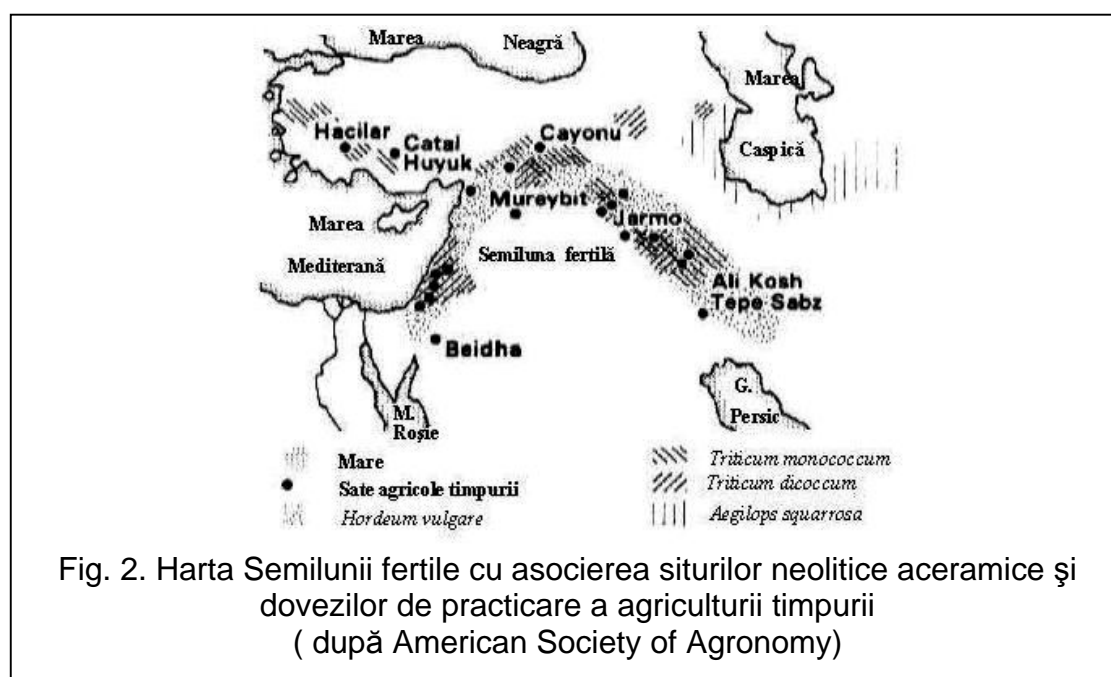 Marea
Neagră
Marea
Caspică
Hacilar
Catal
Huyuk
Cayonu
Mureybit
Jarmo
Marea
Mediterană
Semiluna fertilă
Ali Kosh
Tepe Sabz
Beidha
M.
Roşie
G.
Persic
Mare
Sate agricole timpurii
Hordeum vulgare
Triticum monococcum
Triticum dicoccum
Aegilops squarrosa
Fig. 2. Harta Semilunii fertile cu asocierea siturilor neolitice aceramice şi
dovezilor de practicare a agriculturii timpurii
( după American Society of Agronomy)